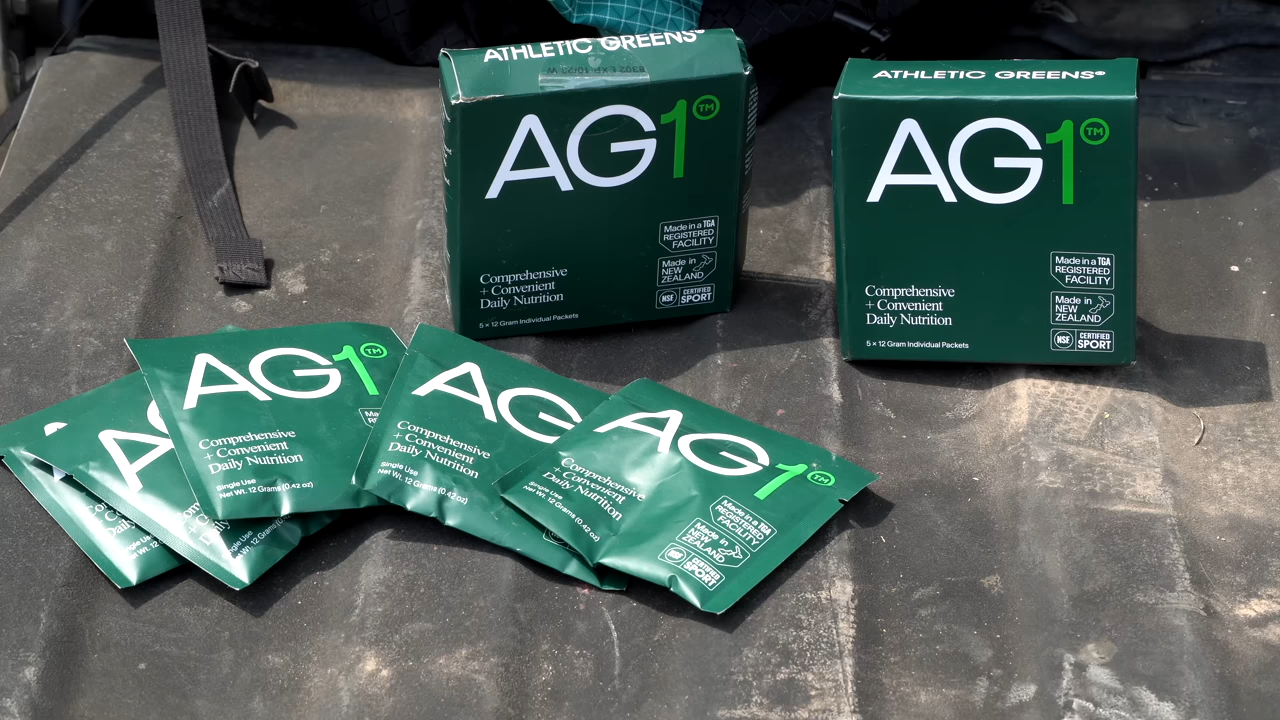 ATHLETIC GREENS®
AG1™
Made in a TGA
REGISTERED
FACILITY
Made in
NEW
ZEALAND
NSF CERTIFIED
SPORT
Comprehensive
+ Convenient
Daily Nutrition
5 × 12 Gram Individual Packets
ATHLETIC GREENS®
AG1™
Made in a TGA
REGISTERED
FACILITY
Made in
NEW
ZEALAND
NSF CERTIFIED
SPORT
Comprehensive
+ Convenient
Daily Nutrition
5 × 12 Gram Individual Packets
AG1™
Comprehensive
+ Convenient
Daily Nutrition
Single Use
Net Wt. 12 Grams (0.42 oz)
AG
Comprehensive
+ Convenient
Daily Nutrition
Single Use
Net Wt. 12 Grams (0.42 oz)
AG1™
Comprehensive
+ Convenient
Daily Nutrition
Single Use
Net Wt. 12 Grams (0.42 oz)
Made in a TGA
REGISTERED
FACILITY
Made in
NEW
ZEALAND
NSF CERTIFIED
SPORT